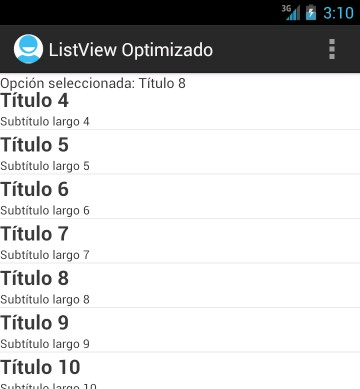 3G 3:10
ListView Optimizado
Opción seleccionada: Título 8
Título 4
Subtítulo largo 4
Título 5
Subtítulo largo 5
Título 6
Subtítulo largo 6
Título 7
Subtítulo largo 7
Título 8
Subtítulo largo 8
Título 9
Subtítulo largo 9
Título 10
Subtítulo largo 10